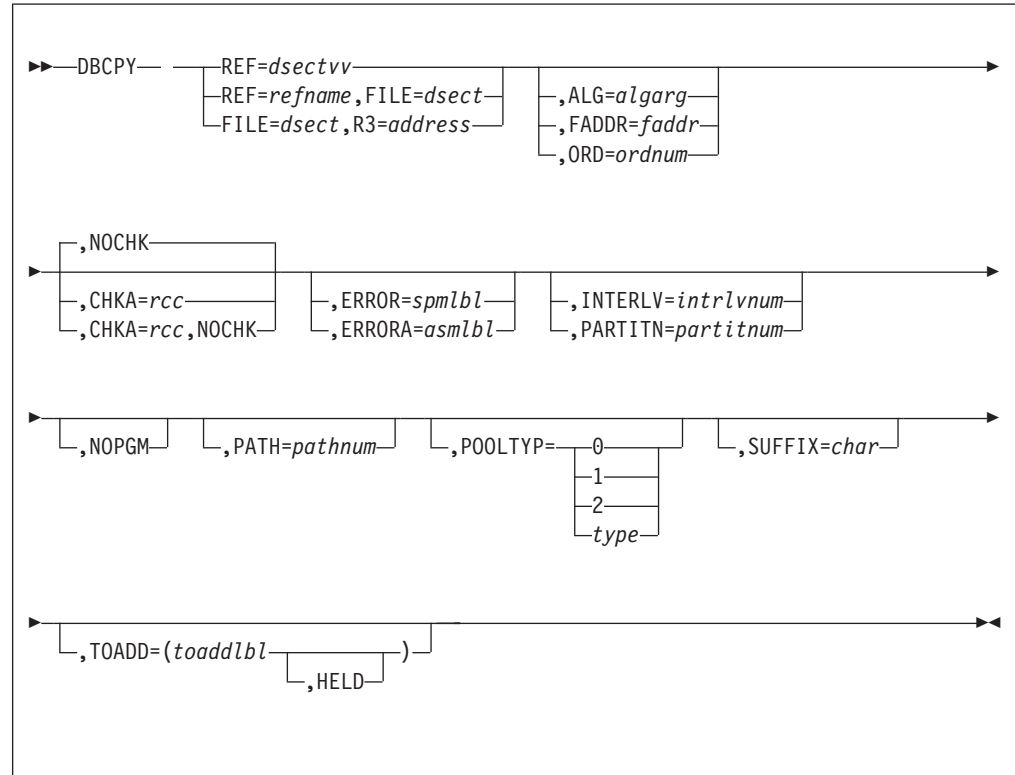 DBCPY REF=dsectvv
REF=refname,FILE=dsect ,ALG=algarg
FILE=dsect,R3=address ,FADDR=faddr
,ORD=ordnum
,NOCHK
,CHKA=rcc ,ERROR=spmlbl ,INTERLV=intrlvnum
,CHKA=rcc,NOCHK ,ERRORA=asmlbl ,PARTITN=partitnum
,NOPGM ,PATH=pathnum ,POOLTYP= 0 ,SUFFIX=char
1
2
type
,TOADD=(toaddlbl )
,HELD